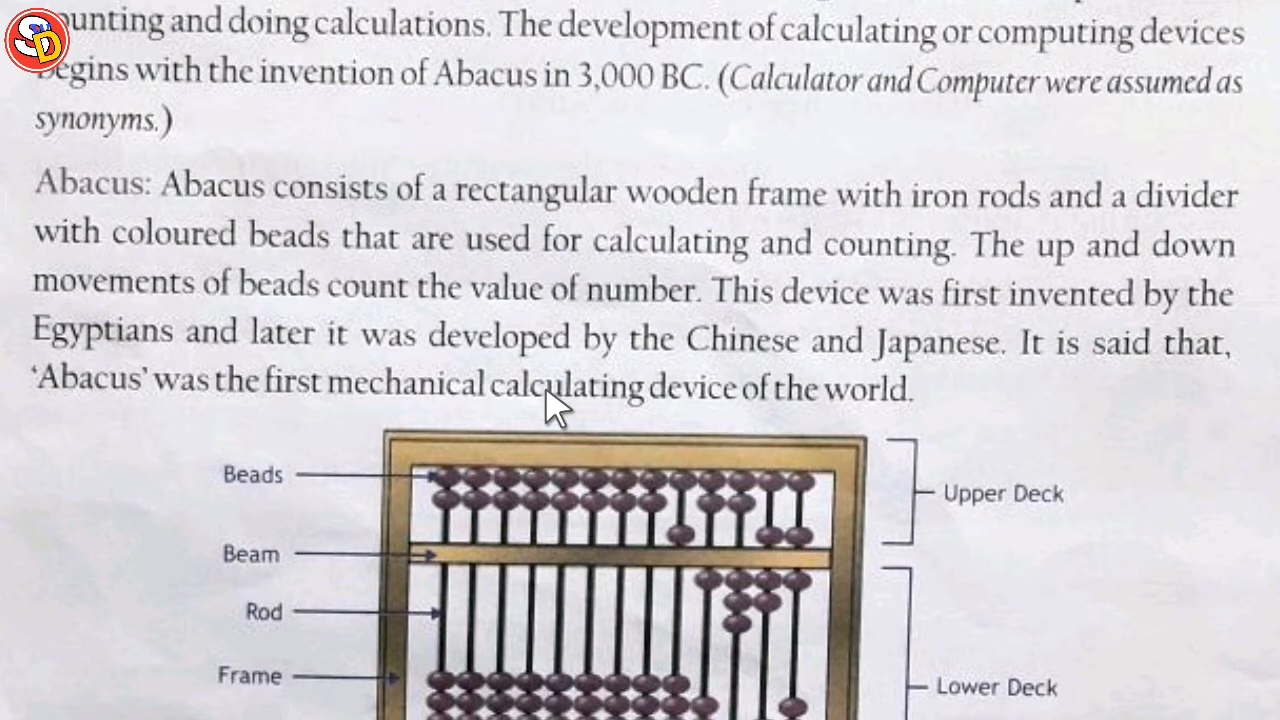 SD
ounting and doing calculations. The development of calculating or computing devices
begins with the invention of Abacus in 3,000 BC. (Calculator and Computer were assumed as
synonyms.)
Abacus: Abacus consists of a rectangular wooden frame with iron rods and a divider
with coloured beads that are used for calculating and counting. The up and down
movements of beads count the value of number. This device was first invented by the
Egyptians and later it was developed by the Chinese and Japanese. It is said that,
‘Abacus’ was the first mechanical calculating device of the world.
Beads
Upper Deck
Beam
Rod
Frame
Lower Deck